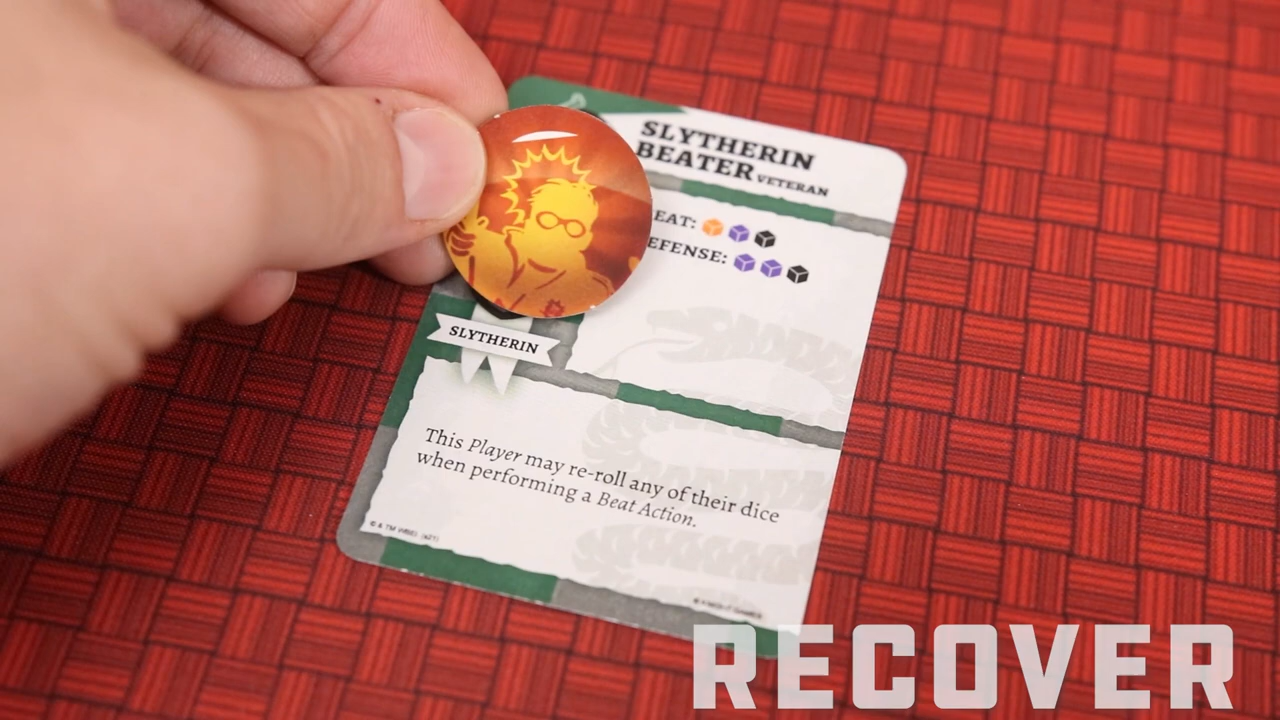 SLYTHERIN
BEATER VETERAN
EAT:
EFENSE:
SLYTHERIN
This Player may re-roll any of their dice
when performing a Beat Action.
RECOVER